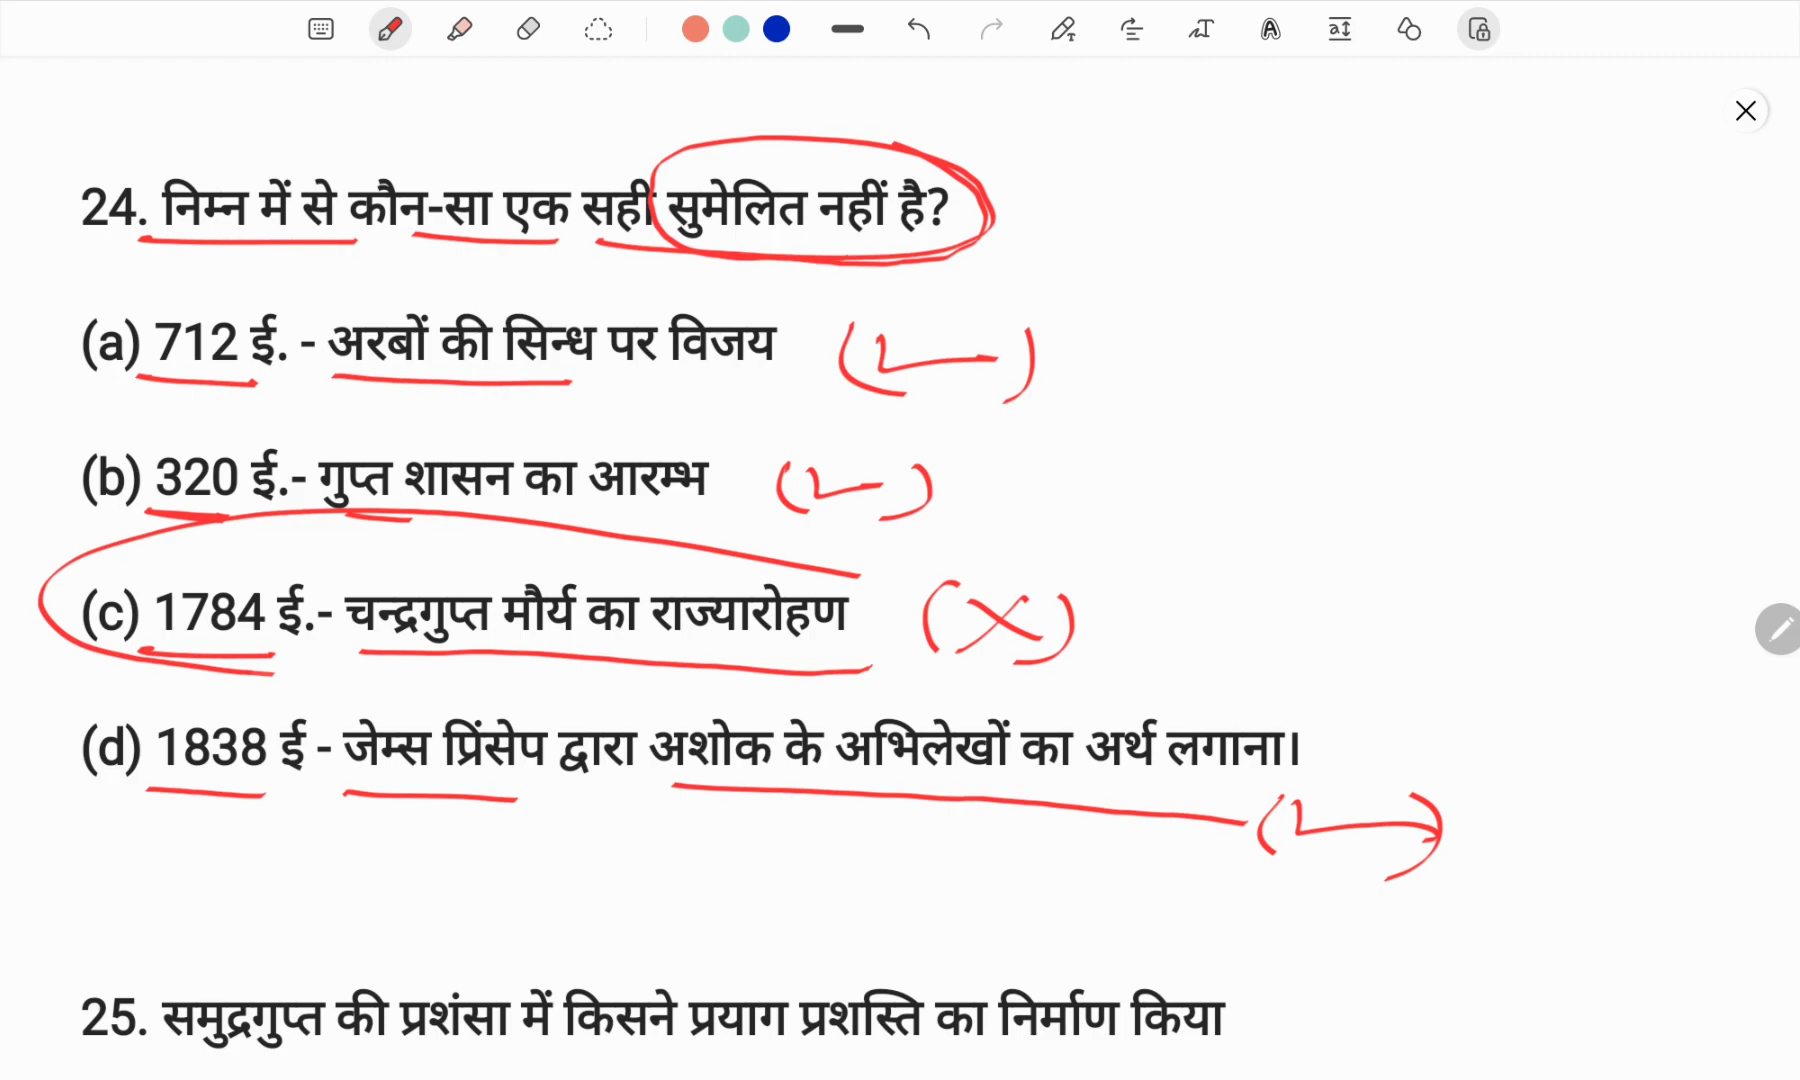 24. निम्न में से कौन-सा एक सही सुमेलित नहीं है?
(a) 712 ई. - अरबों की सिन्ध पर विजय
(b) 320 ई.- गुप्त शासन का आरम्भ
(c) 1784 ई.- चन्द्रगुप्त मौर्य का राज्यारोहण
(d) 1838 ई - जेम्स प्रिंसेप द्वारा अशोक के अभिलेखों का अर्थ लगाना।
25. समुद्रगुप्त की प्रशंसा में किसने प्रयाग प्रशस्ति का निर्माण किया